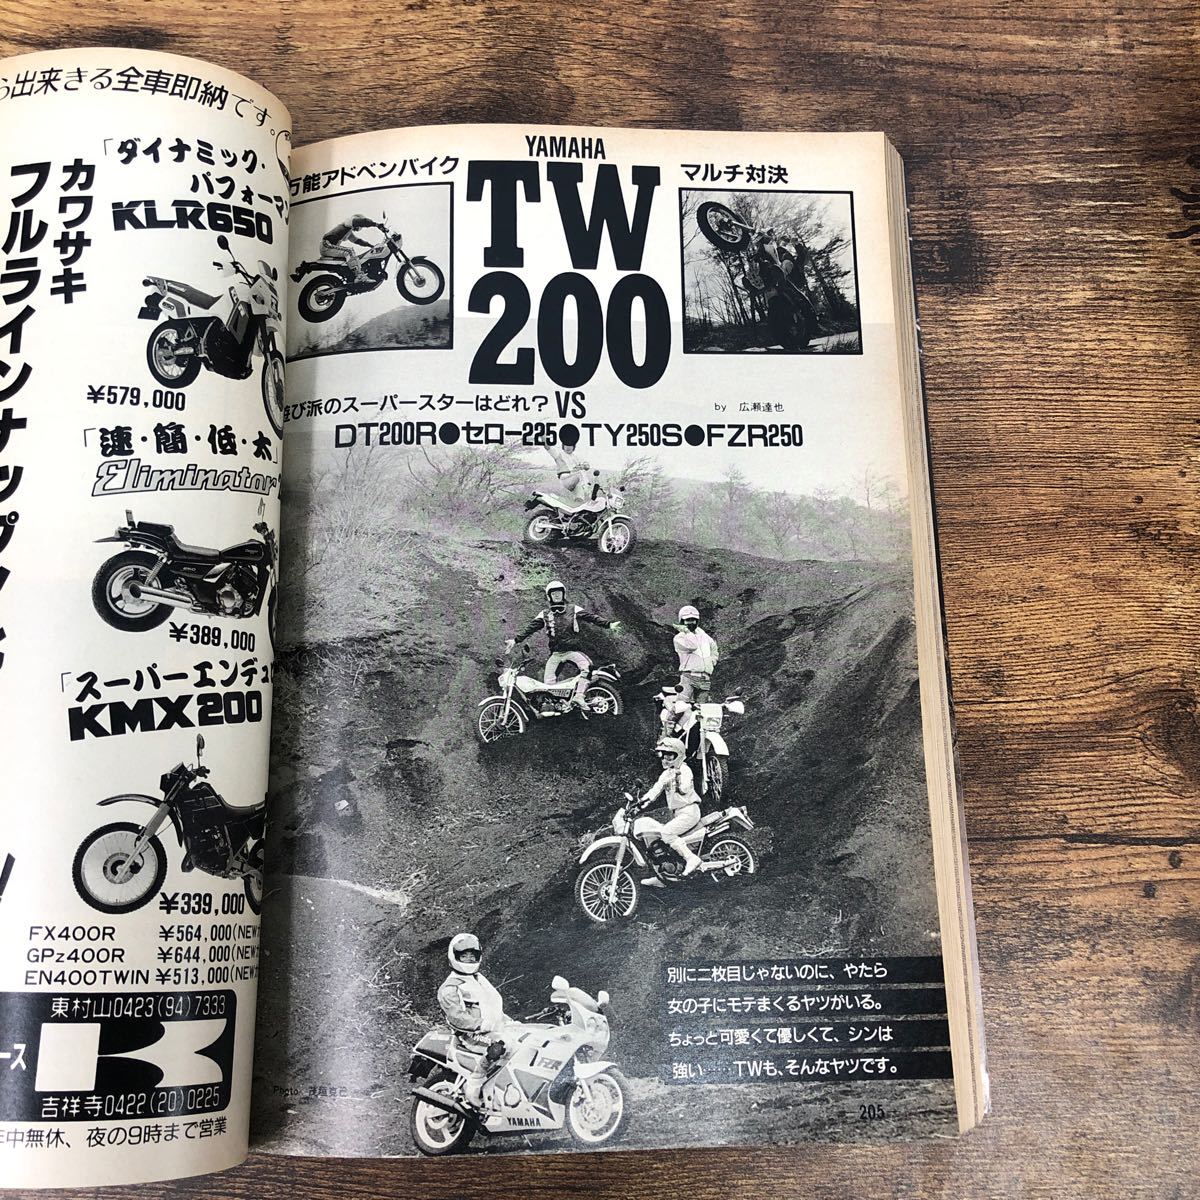 出来きる全車即納です。
カワサキ
フルラインナップ
「ダイナミック・
パフォーマン
KLR650
¥579,000
「速・簡・低・太」
Eliminator
¥389,000
「スーパーエンデュ
KMX200
¥339,000
FX400R ¥564,000(NEW
GPz400R ¥644,000(NEW
EN400TWIN ¥513,000(NEW
東村山0423(94)7333
ース
吉祥寺0422(20)0225
中無休、夜の9時まで営業
万能アドベンバイク
YAMAHA
TW
200
マルチ対決
遊び派のスーパースターはどれ? VS
by 広瀬達也
DT200R●セロー225●TY250S●FZR250
別に二枚目じゃないのに、やたら
女の子にモテまくるヤツがいる。
ちょっと可愛くて優しくて、シンは
強い……TWも、そんなヤツです。
YAMAHA
Photo
205